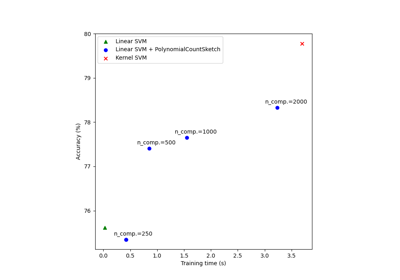 80
79
78
77
76
Accuracy (%)
Linear SVM
Linear SVM + PolynomialCountSketch
Kernel SVM
n_comp.=2000
n_comp.=1000
n_comp.=500
n_comp.=250
0.0 0.5 1.0 1.5 2.0 2.5 3.0 3.5
Training time (s)